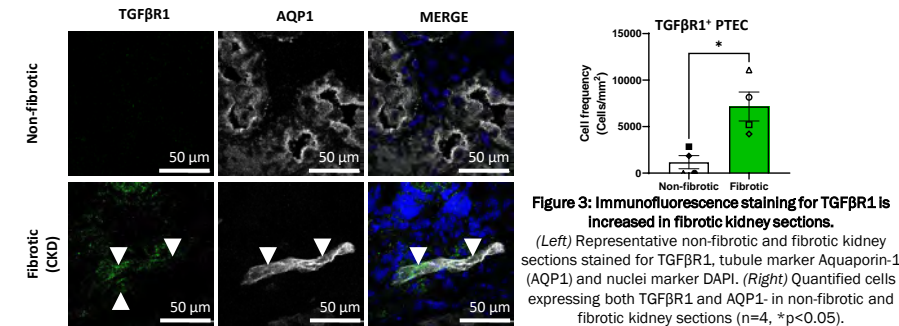 TGFβR1 AQP1 MERGE
Non-fibrotic
50 μm 50 μm 50 μm
Fibrotic
(CKD)
50 μm 50 μm 50 μm
TGFβR1⁺ PTEC
*
Cell frequency
(Cells/mm²)
15000
10000
5000
0
Non-fibrotic Fibrotic
Figure 3: Immunofluorescence staining for TGFβR1 is
increased in fibrotic kidney sections.
(Left) Representative non-fibrotic and fibrotic kidney
sections stained for TGFβR1, tubule marker Aquaporin-1
(AQP1) and nuclei marker DAPI. (Right) Quantified cells
expressing both TGFβR1 and AQP1- in non-fibrotic and
fibrotic kidney sections (n=4, *p<0.05).